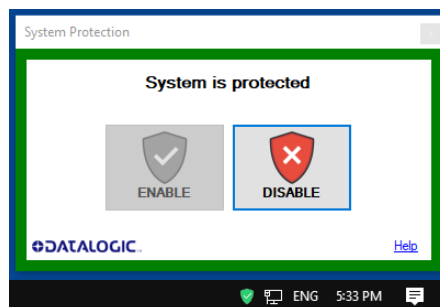 System Protection
System is protected
ENABLE
DISABLE
DATALOGIC
Help
ENG 5:33 PM